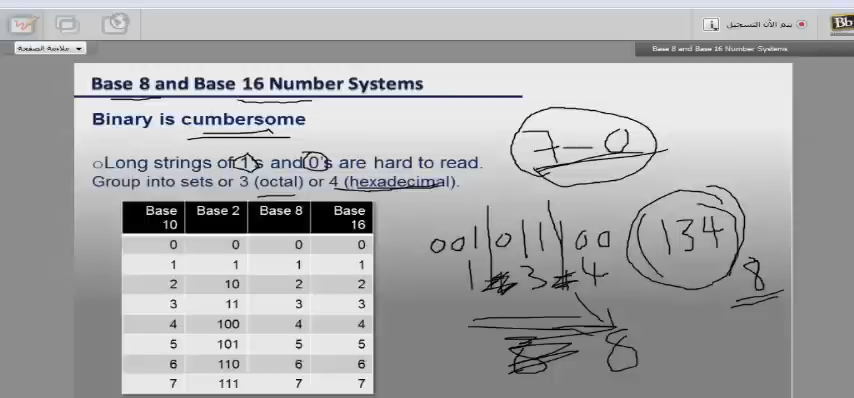 يتم الآن التسجيل
Bb
ملاءمة الصفحة
Base 8 and Base 16 Number Systems
Base 8 and Base 16 Number Systems
Binary is cumbersome
○Long strings of 1's and 0's are hard to read.
Group into sets or 3 (octal) or 4 (hexadecimal).
Base 10 Base 2 Base 8 Base 16
0 0 0 0
1 1 1 1
2 10 2 2
3 11 3 3
4 100 4 4
5 101 5 5
6 110 6 6
7 111 7 7
7 - 0
001|011|100
1 3 4
134
8
8